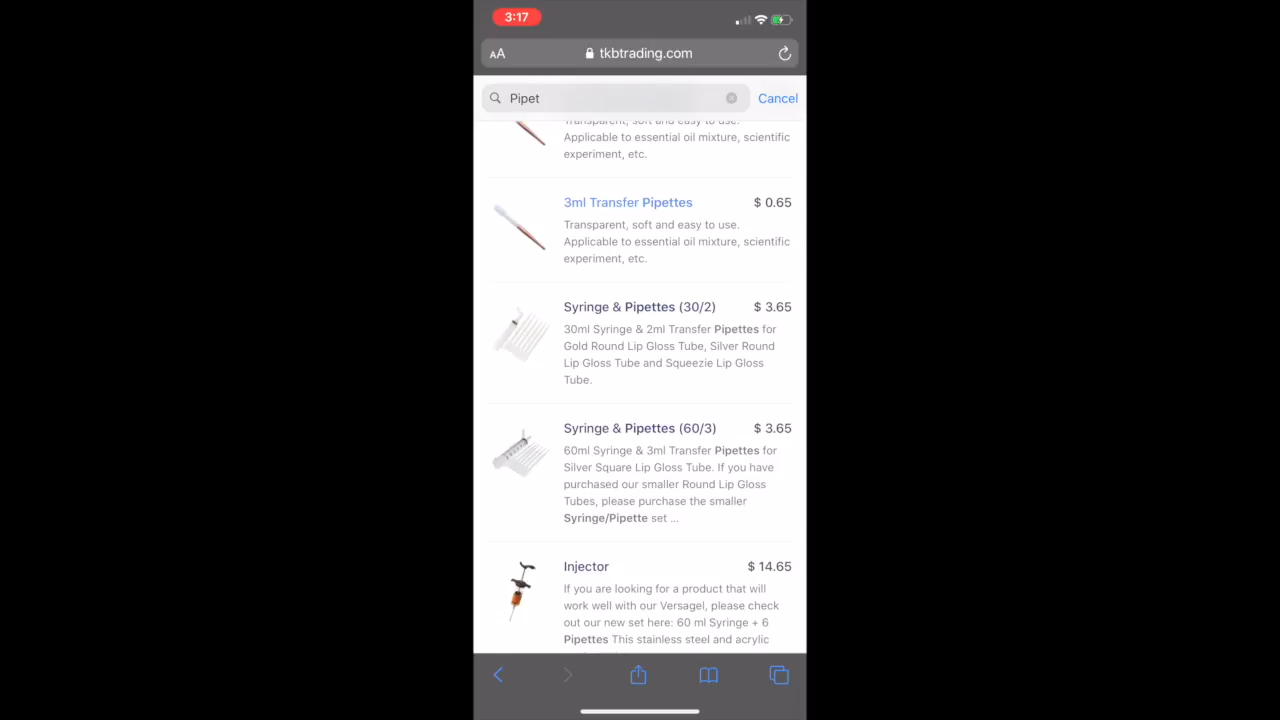 3:17
AA
tkbtrading.com
Pipet
Cancel
Transparent, soft and easy to use.
Applicable to essential oil mixture, scientific
experiment, etc.
3ml Transfer Pipettes
$ 0.65
Transparent, soft and easy to use.
Applicable to essential oil mixture, scientific
experiment, etc.
Syringe & Pipettes (30/2)
$ 3.65
30ml Syringe & 2ml Transfer Pipettes for
Gold Round Lip Gloss Tube, Silver Round
Lip Gloss Tube and Squeezie Lip Gloss
Tube.
Syringe & Pipettes (60/3)
$ 3.65
60ml Syringe & 3ml Transfer Pipettes for
Silver Square Lip Gloss Tube. If you have
purchased our smaller Round Lip Gloss
Tubes, please purchase the smaller
Syringe/Pipette set ...
Injector
$ 14.65
If you are looking for a product that will
work well with our Versagel, please check
out our new set here: 60 ml Syringe + 6
Pipettes This stainless steel and acrylic